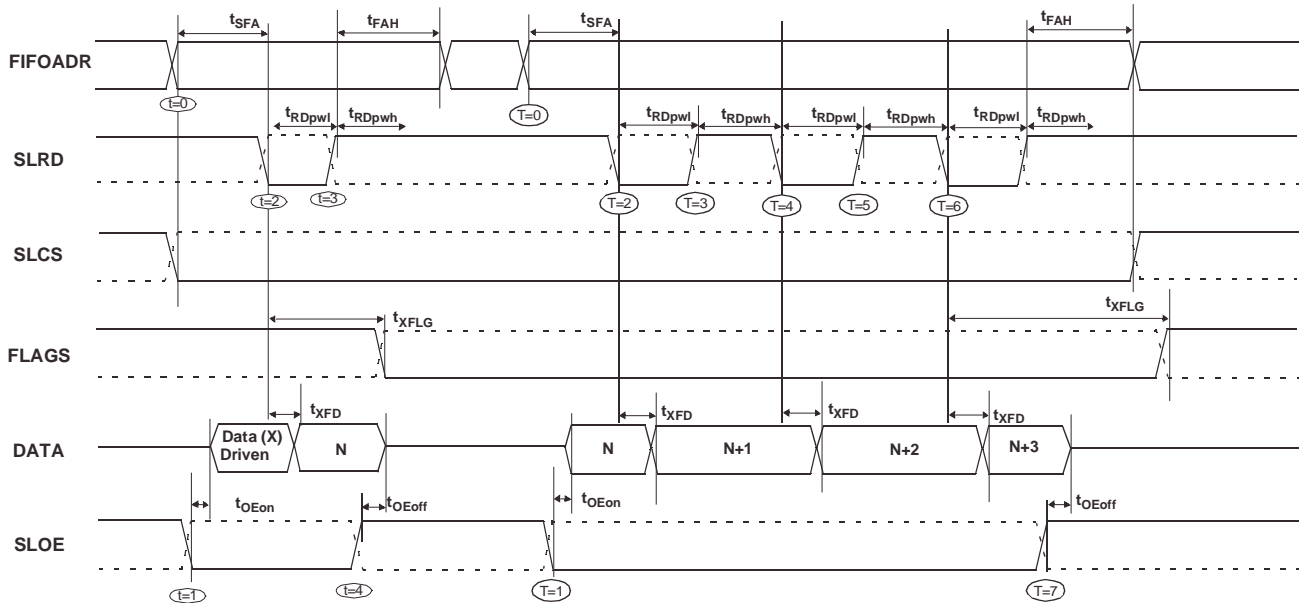 tSFA tFAH tSFA tFAH
FIFOADR
t=0 T=0
tRDpwl tRDpwh tRDpwl tRDpwh tRDpwl tRDpwh tRDpwl tRDpwh
SLRD
t=2 t=3 T=2 T=3 T=4 T=5 T=6
SLCS
tXFLG tXFLG
FLAGS
tXFD tXFD tXFD tXFD
DATA
Data (X)
Driven
N N N+1 N+2 N+3
tOEon tOEoff tOEon tOEoff
SLOE
t=1 t=4 T=1 T=7